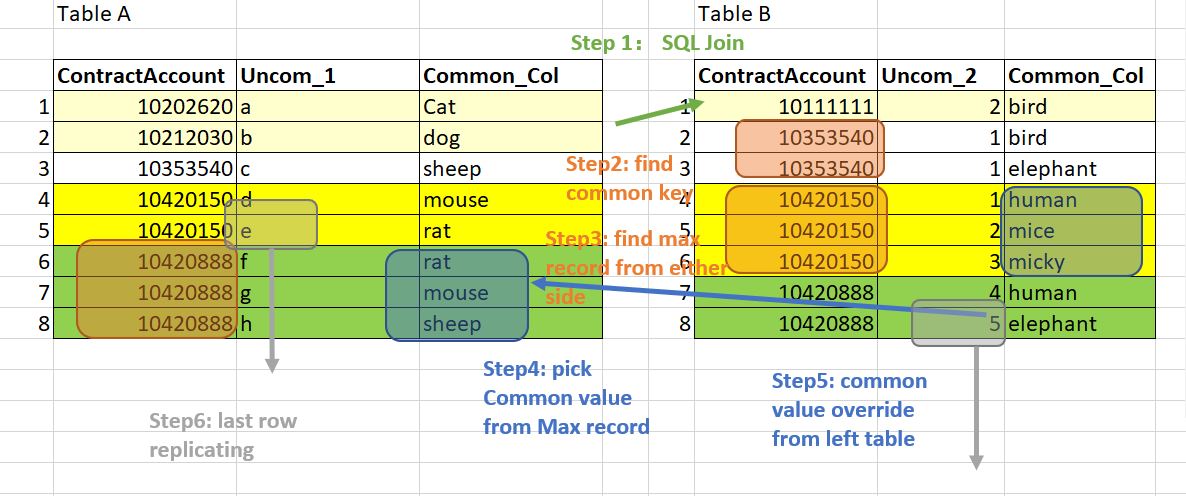 Table A Table B
Step 1： SQL Join
ContractAccount Uncom_1 Common_Col ContractAccount Uncom_2 Common_Col
1 10202620 a Cat 1 10111111 2 bird
2 10212030 b dog 2 10353540 1 bird
3 10353540 c sheep 3 10353540 1 elephant
Step2: find
common key
4 10420150 d mouse 4 10420150 1 human
5 10420150 e rat 5 10420150 2 mice
Step3: find max
record from either
side
6 10420888 f rat 6 10420150 3 micky
7 10420888 g mouse 7 10420888 4 human
8 10420888 h sheep 8 10420888 5 elephant
Step4: pick
Common value
from Max record
Step5: common
value override
from left table
Step6: last row
replicating